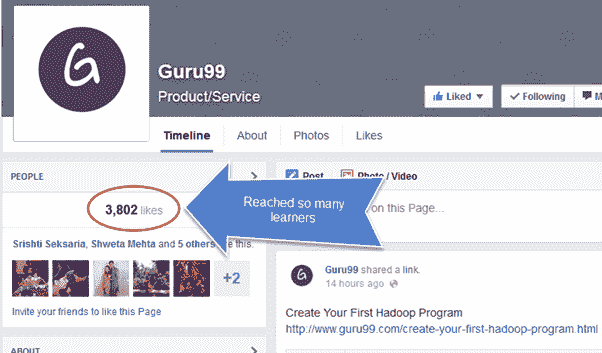 G
Guru99
Product/Service
Liked
Following
M
Timeline
About
Photos
Likes
PEOPLE
3,802 likes
Reached so many
learners
Post
Photo / Video
on this Page...
Srishti Seksaria, Shweta Mehta and 5 others like this.
+2
Invite your friends to like this Page
G
Guru99 shared a link.
14 hours ago
Create Your First Hadoop Program
http://www.guru99.com/create-your-first-hadoop-program.html
ABOUT